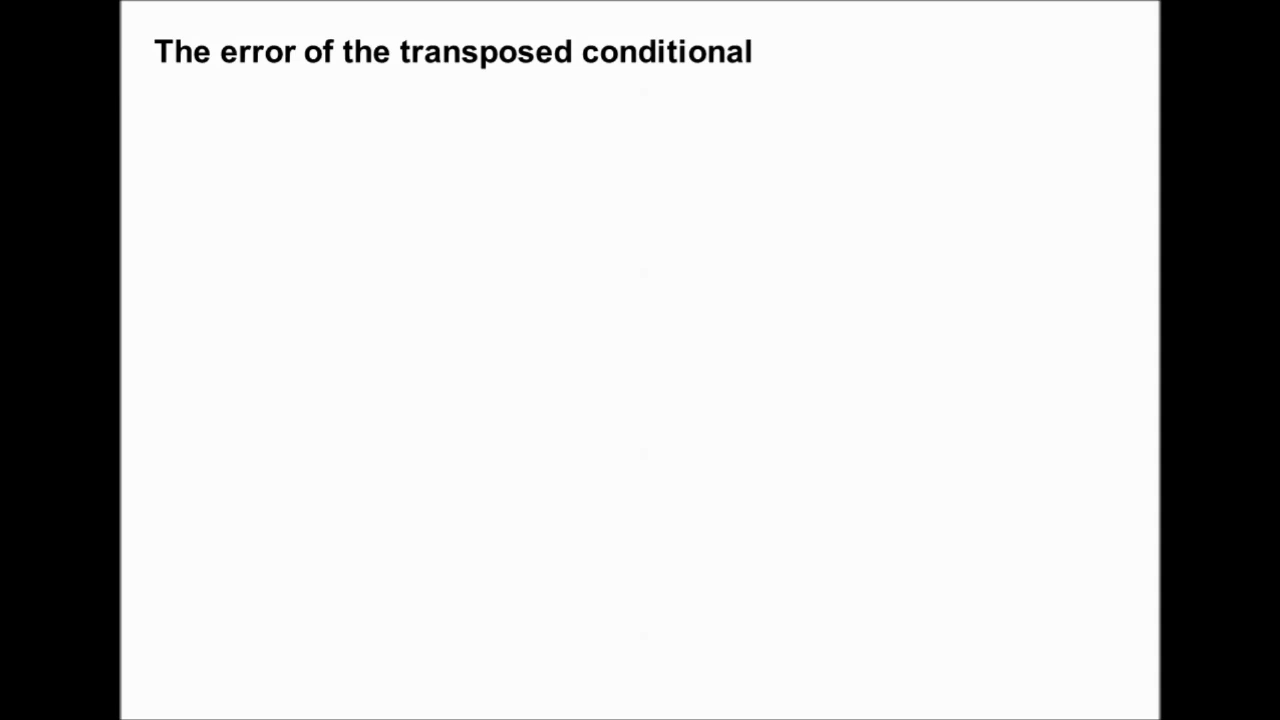 The error of the transposed conditional